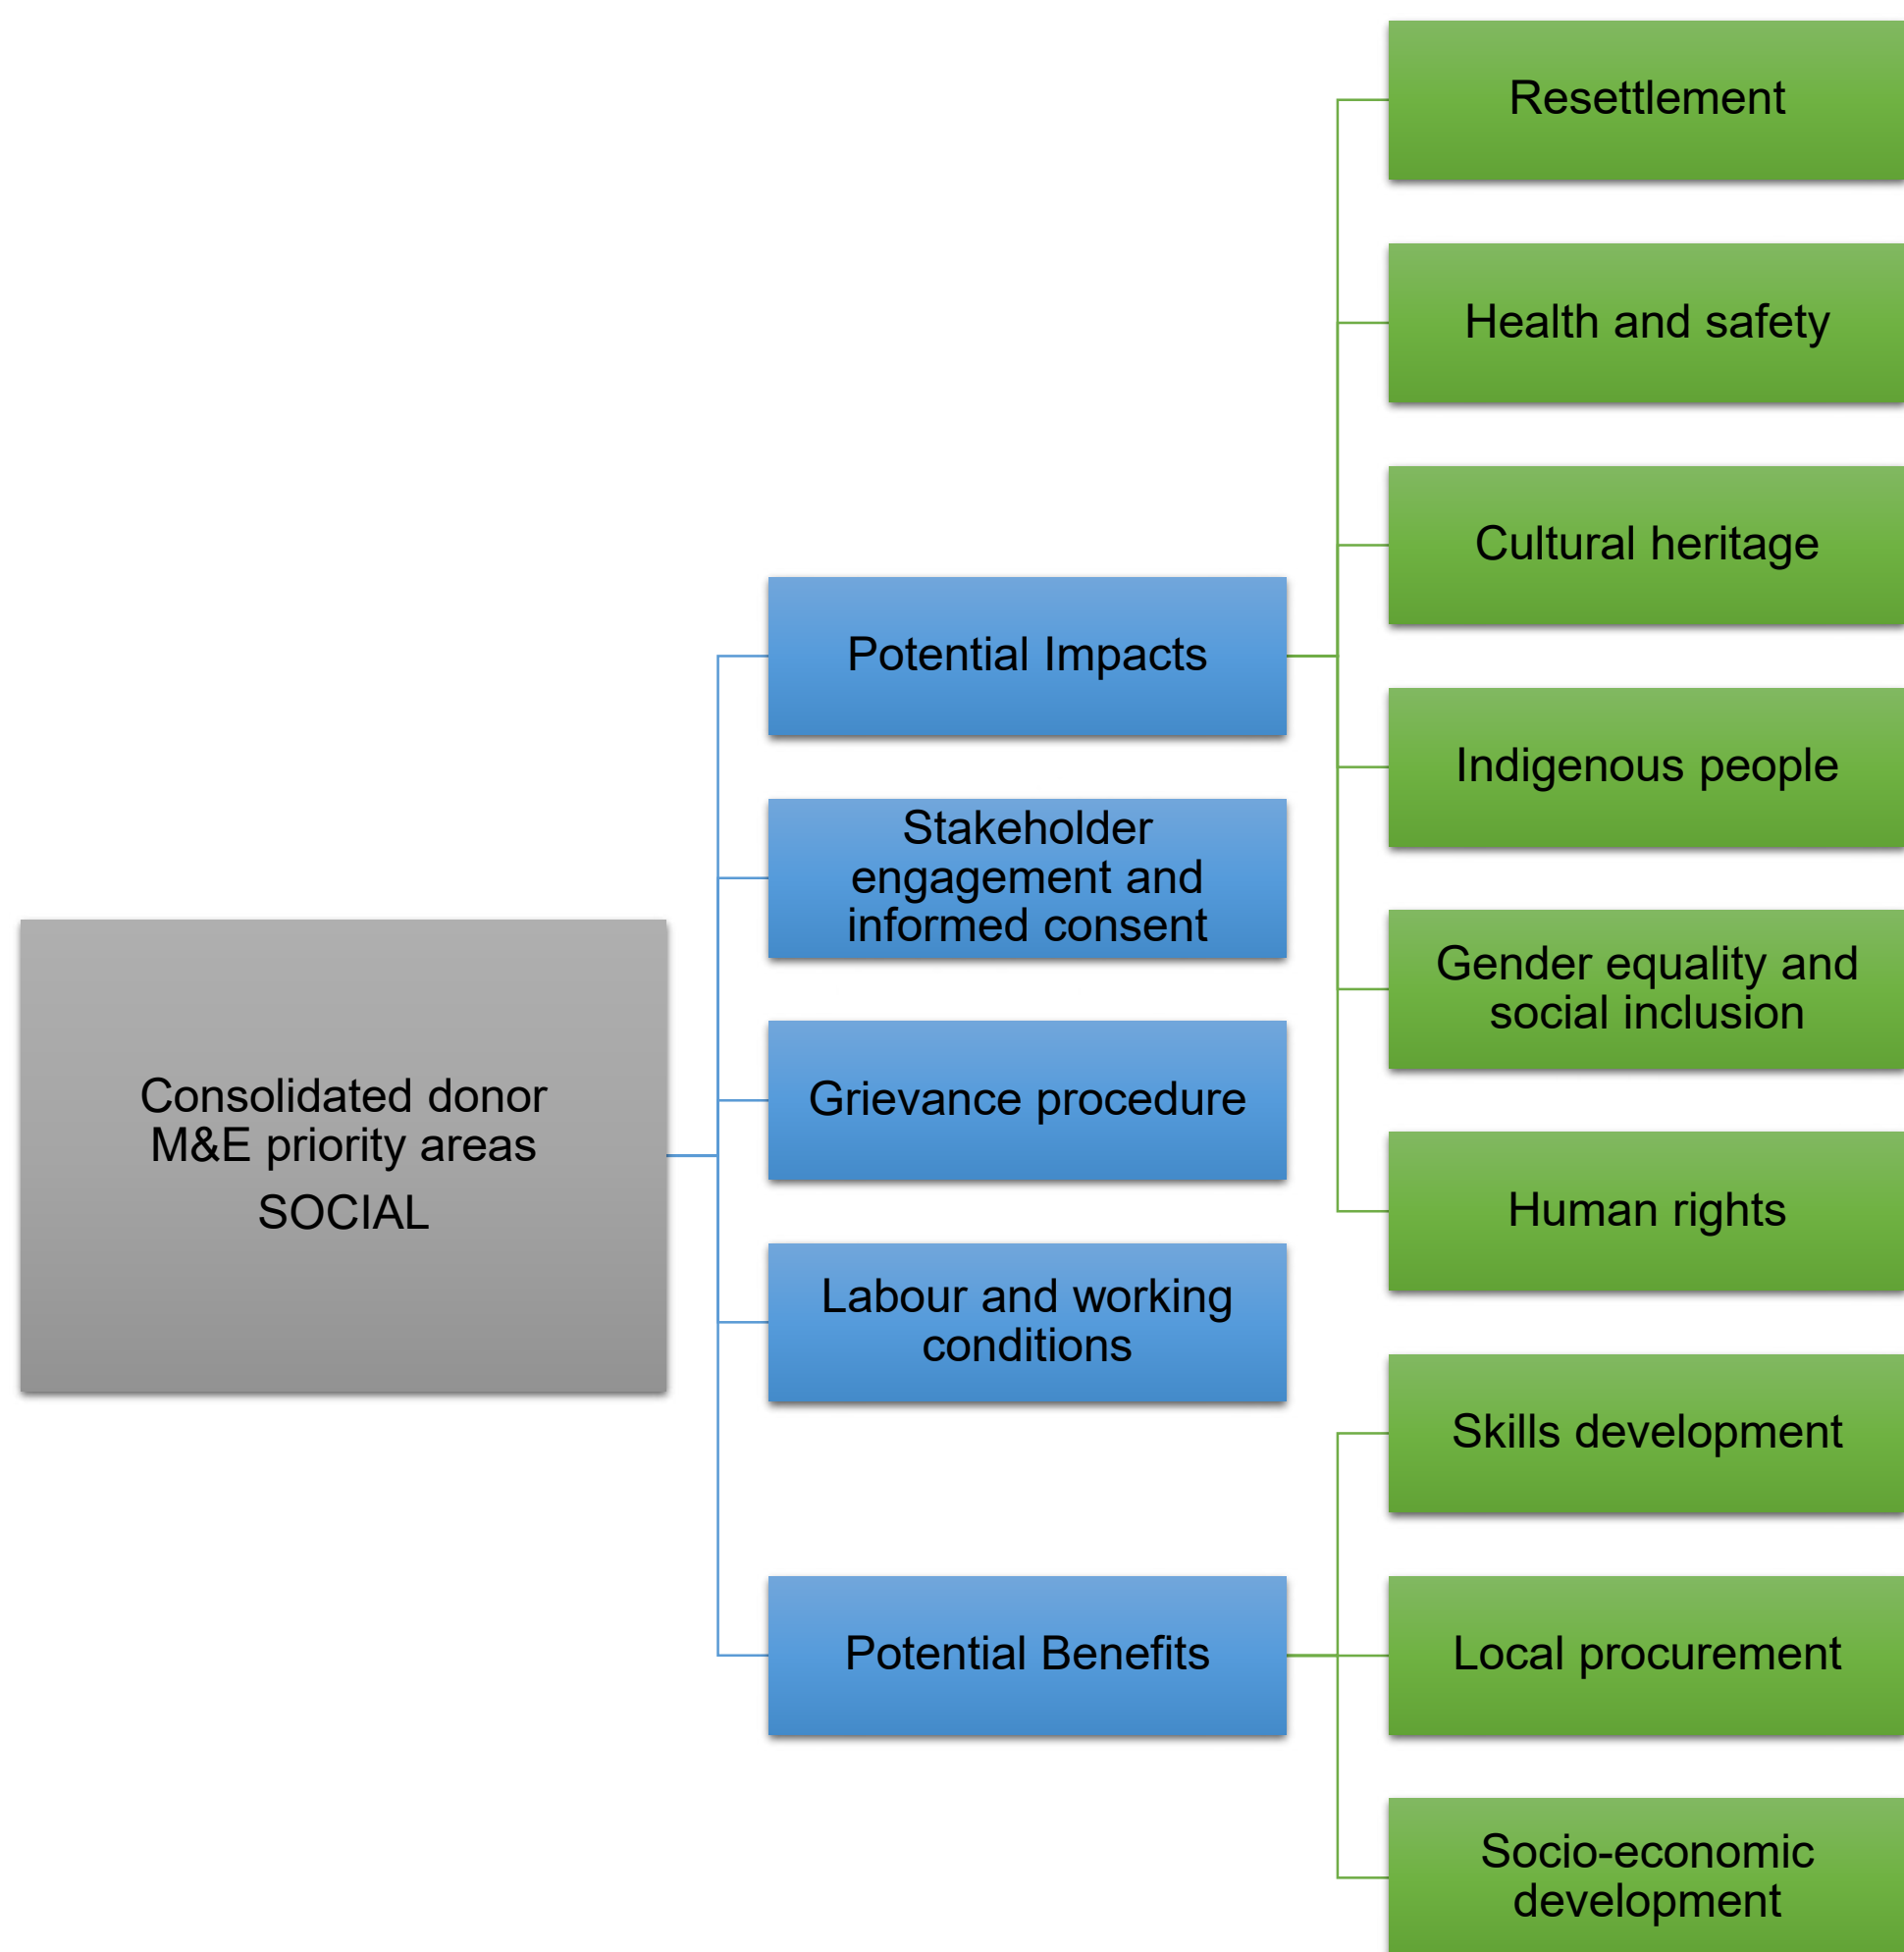 Consolidated donor
M&E priority areas
SOCIAL
Potential Impacts
Resettlement
Health and safety
Cultural heritage
Indigenous people
Gender equality and
social inclusion
Human rights
Stakeholder
engagement and
informed consent
Grievance procedure
Labour and working
conditions
Potential Benefits
Skills development
Local procurement
Socio-economic
development